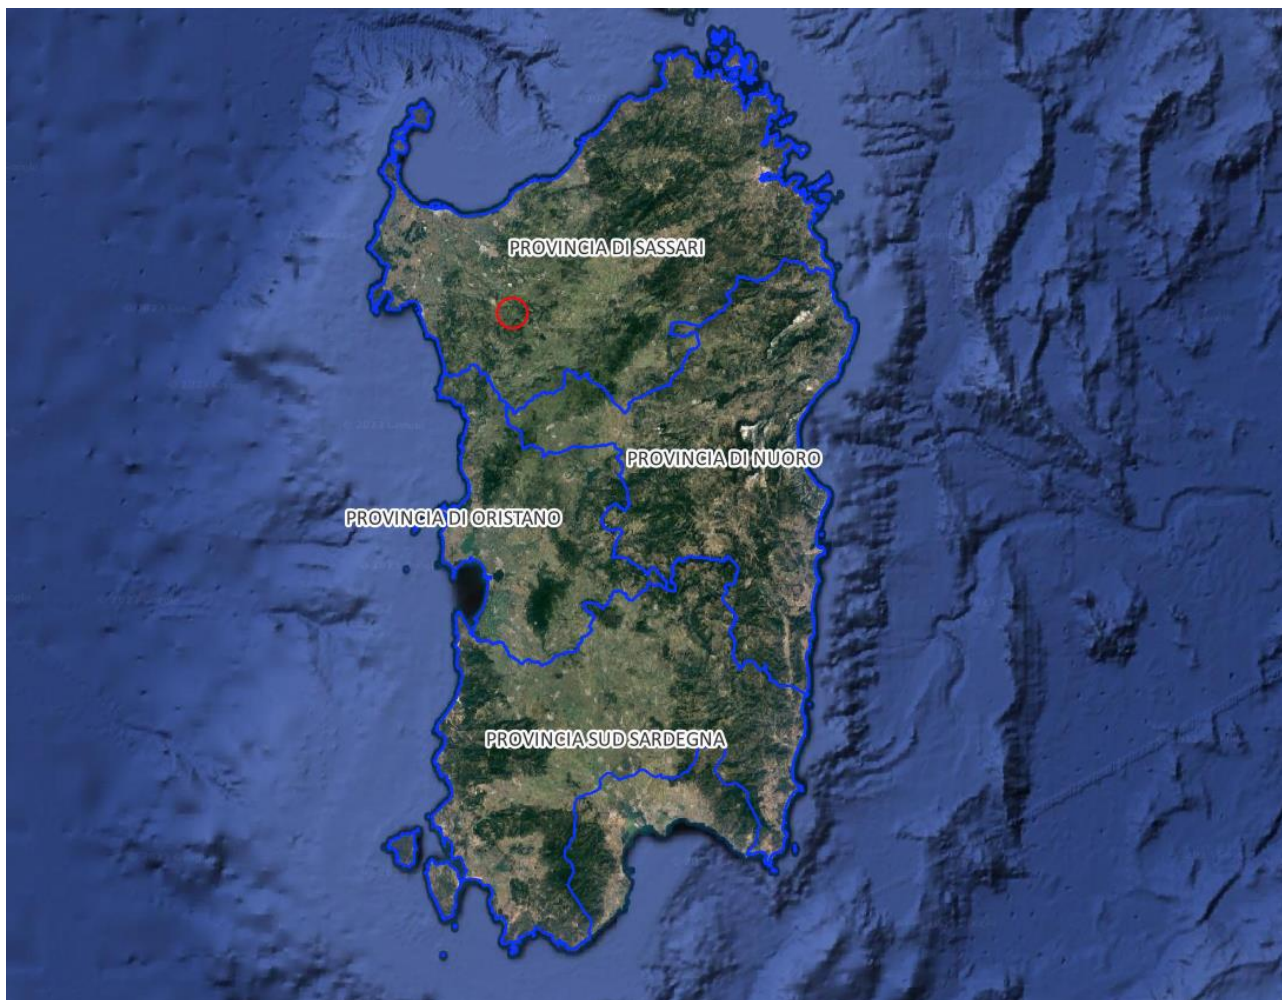 PROVINCIA DI SASSARI
PROVINCIA DI NUORO
PROVINCIA DI ORISTANO
PROVINCIA SUD SARDEGNA